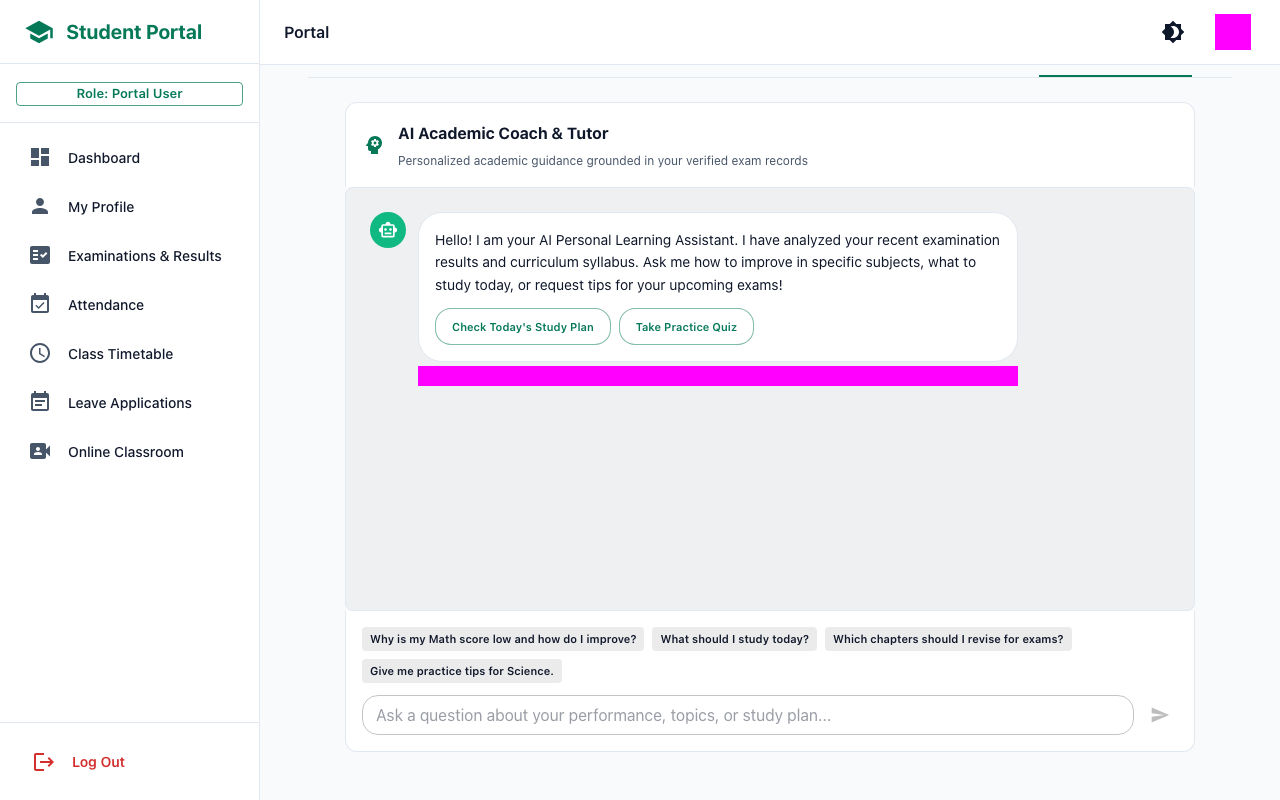 Student Portal
Portal
Role: Portal User
Dashboard
My Profile
Examinations & Results
Attendance
Class Timetable
Leave Applications
Online Classroom
Log Out
AI Academic Coach & Tutor
Personalized academic guidance grounded in your verified exam records
Hello! I am your AI Personal Learning Assistant. I have analyzed your recent examination
results and curriculum syllabus. Ask me how to improve in specific subjects, what to
study today, or request tips for your upcoming exams!
Check Today's Study Plan
Take Practice Quiz
Why is my Math score low and how do I improve?
What should I study today?
Which chapters should I revise for exams?
Give me practice tips for Science.
Ask a question about your performance, topics, or study plan...